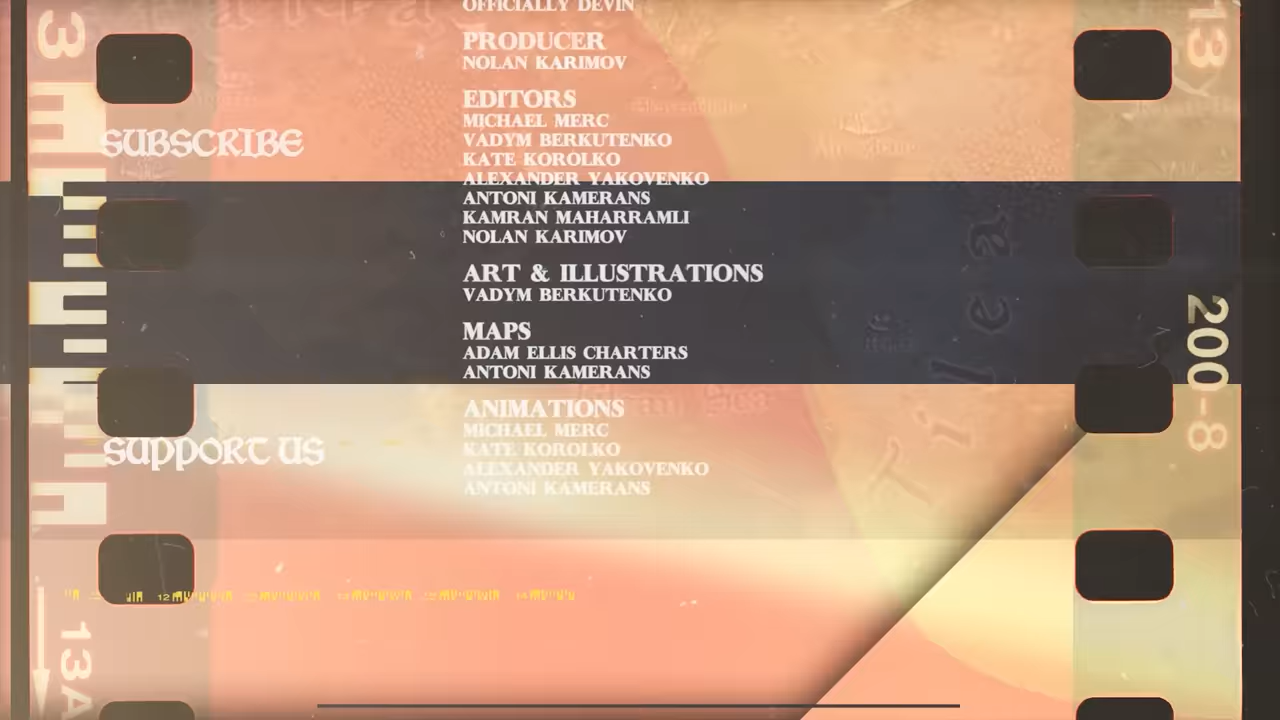 OFFICIALLY DEVIN
PRODUCER
NOLAN KARIMOV
EDITORS
MICHAEL MERC
VADYM BERKUTENKO
KATE KOROLKO
ALEXANDER YAKOVENKO
ANTONI KAMERANS
KAMRAN MAHARRAMLI
NOLAN KARIMOV
ART & ILLUSTRATIONS
VADYM BERKUTENKO
MAPS
ADAM ELLIS CHARTERS
ANTONI KAMERANS
ANIMATIONS
MICHAEL MERC
KATE KOROLKO
ALEXANDER YAKOVENKO
ANTONI KAMERANS
SUBSCRIBE
SUPPORT US
3
13A
13
200-8